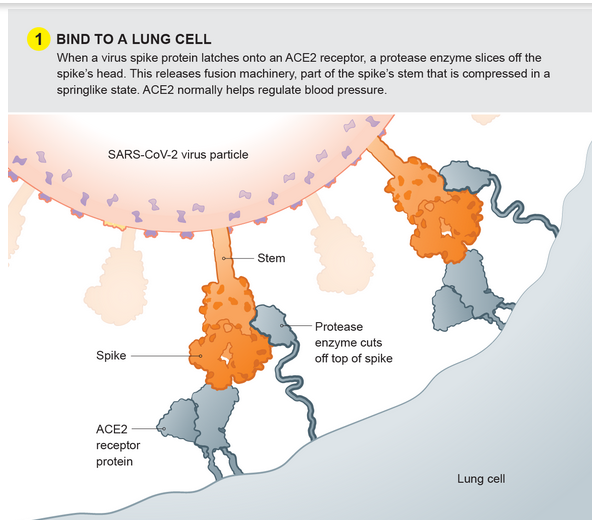 1 BIND TO A LUNG CELL
When a virus spike protein latches onto an ACE2 receptor, a protease enzyme slices off the
spike's head. This releases fusion machinery, part of the spike's stem that is compressed in a
springlike state. ACE2 normally helps regulate blood pressure.
SARS-CoV-2 virus particle
Stem
Protease
enzyme cuts
off top of spike
Spike
ACE2
receptor
protein
Lung cell